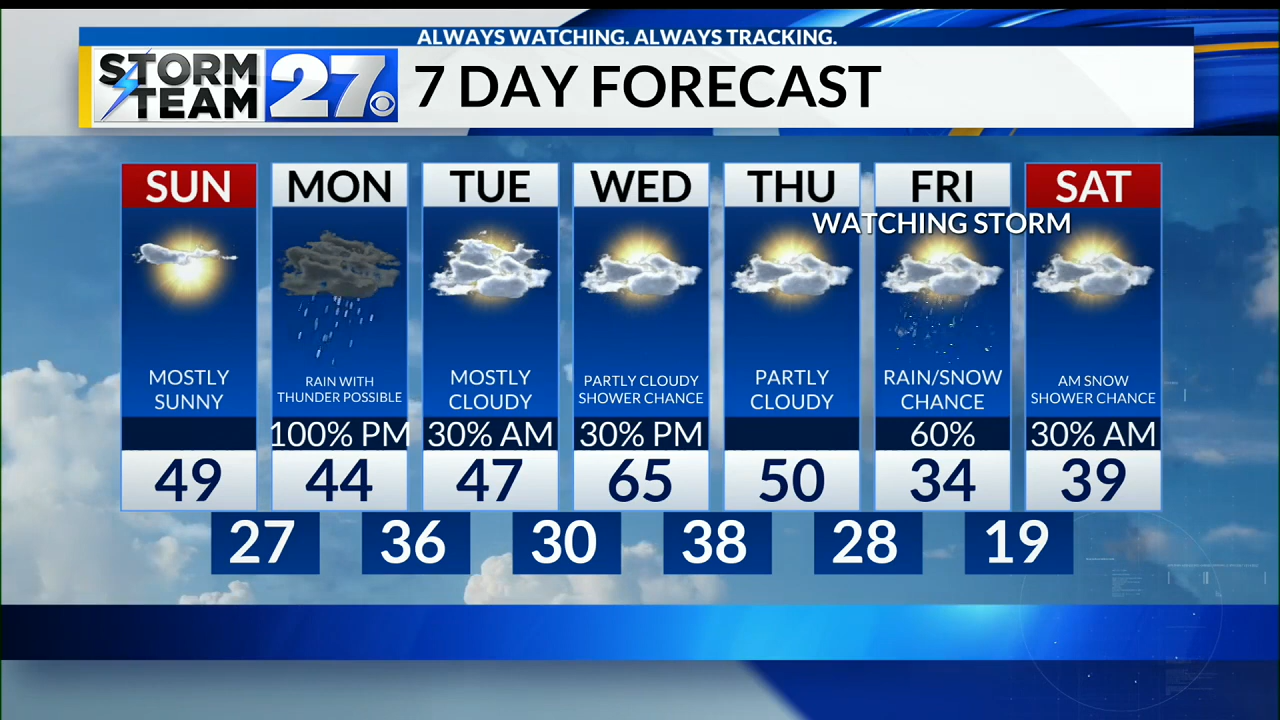 ALWAYS WATCHING. ALWAYS TRACKING.
STORM
TEAM
27
7 DAY FORECAST
SUN MON TUE WED THU FRI SAT
WATCHING STORM
MOSTLY
SUNNY
RAIN WITH
THUNDER POSSIBLE
MOSTLY
CLOUDY
PARTLY CLOUDY
SHOWER CHANCE
PARTLY
CLOUDY
RAIN/SNOW
CHANCE
AM SNOW
SHOWER CHANCE
100% PM 30% AM 30% PM 60% 30% AM
49 44 47 65 50 34 39
27 36 30 38 28 19